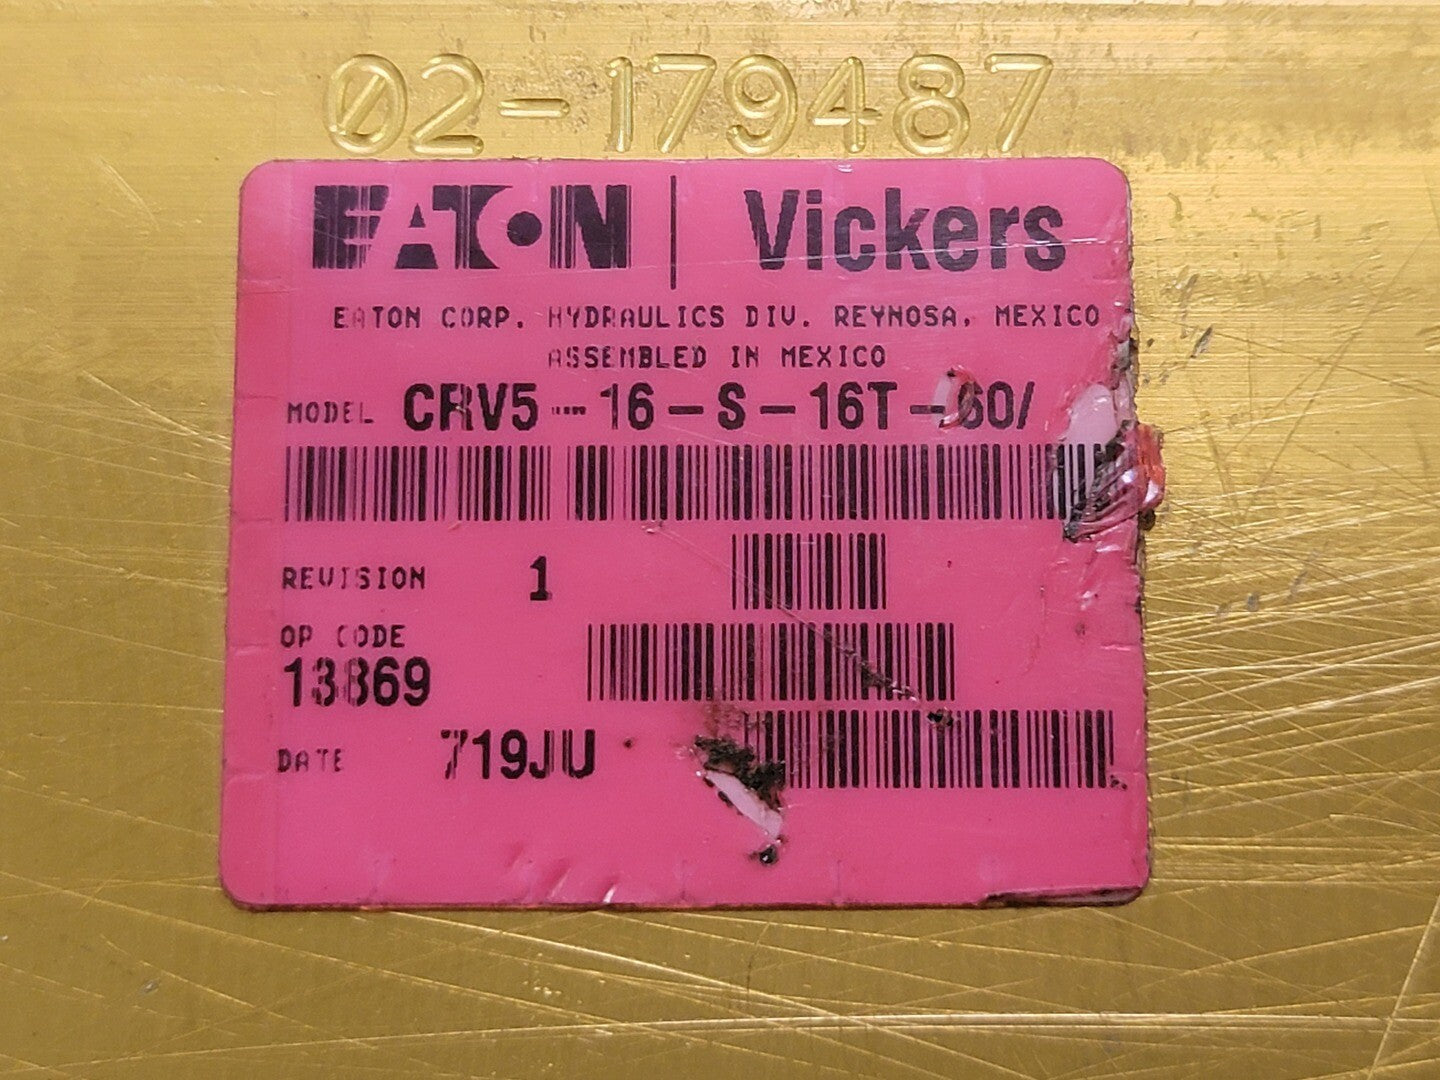 02-179487
EATON | Vickers
EATON CORP. HYDRAULICS DIV. REYNOSA, MEXICO
ASSEMBLED IN MEXICO
MODEL CRV5-16-S-16T-60/
REVISION 1
OP CODE
13869
DATE 719JU